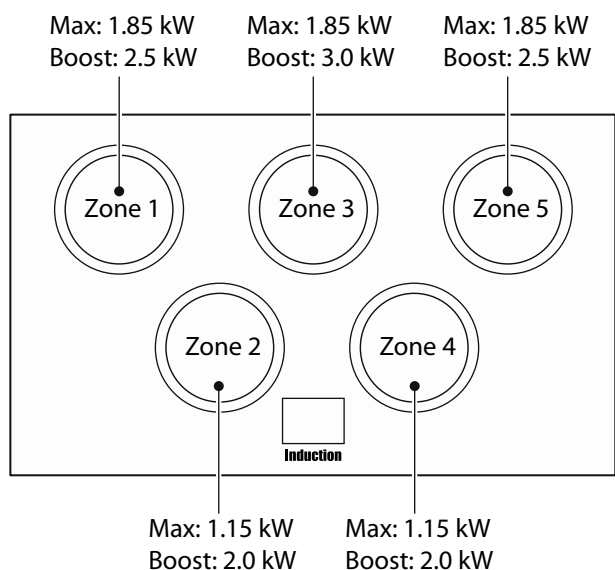 Max: 1.85 kW
Boost: 2.5 kW
Max: 1.85 kW
Boost: 3.0 kW
Max: 1.85 kW
Boost: 2.5 kW
Zone 1
Zone 3
Zone 5
Zone 2
Zone 4
Induction
Max: 1.15 kW
Boost: 2.0 kW
Max: 1.15 kW
Boost: 2.0 kW